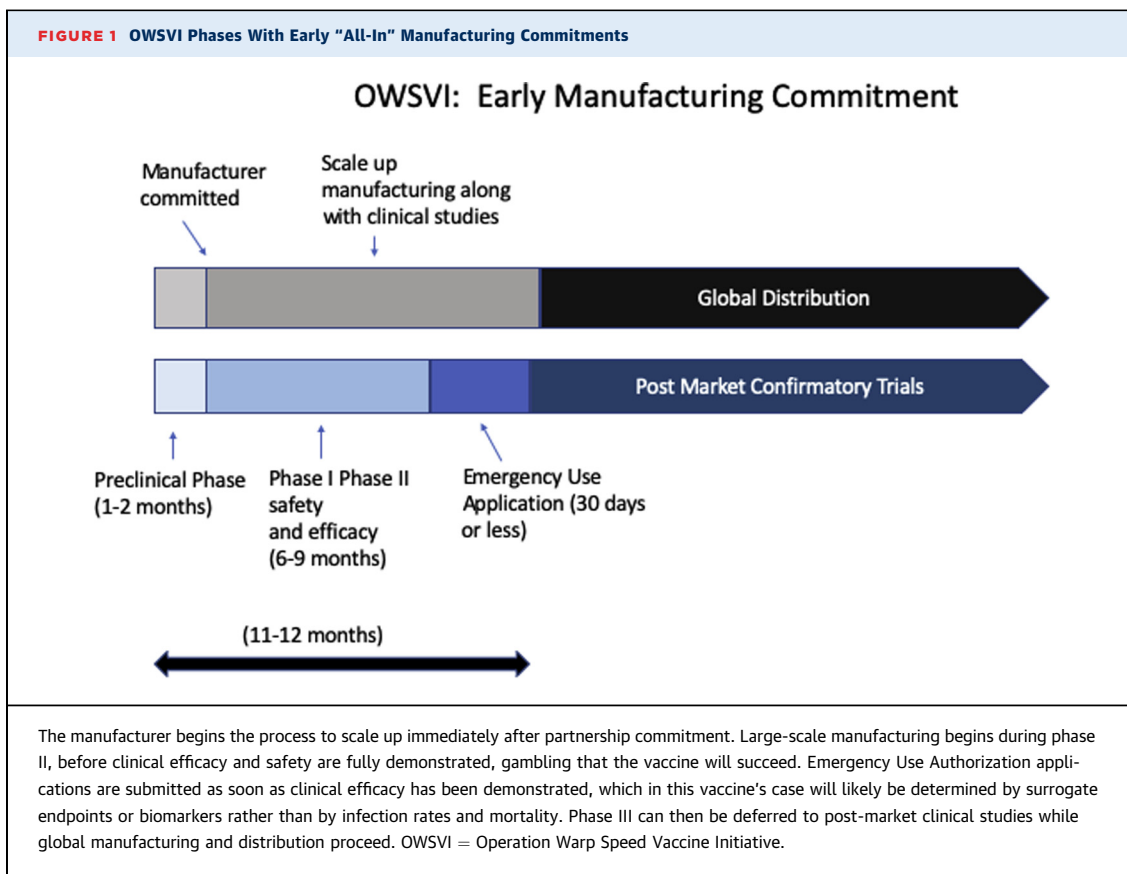 FIGURE 1 OWSVI Phases With Early “All-In” Manufacturing Commitments
OWSVI: Early Manufacturing Commitment
Manufacturer
committed
Scale up
manufacturing along
with clinical studies
Global Distribution
Post Market Confirmatory Trials
Preclinical Phase
(1-2 months)
Phase I Phase II
safety
and efficacy
(6-9 months)
Emergency Use
Application (30 days
or less)
(11-12 months)
The manufacturer begins the process to scale up immediately after partnership commitment. Large-scale manufacturing begins during phase
II, before clinical efficacy and safety are fully demonstrated, gambling that the vaccine will succeed. Emergency Use Authorization appli-
cations are submitted as soon as clinical efficacy has been demonstrated, which in this vaccine’s case will likely be determined by surrogate
endpoints or biomarkers rather than by infection rates and mortality. Phase III can then be deferred to post-market clinical studies while
global manufacturing and distribution proceed. OWSVI = Operation Warp Speed Vaccine Initiative.